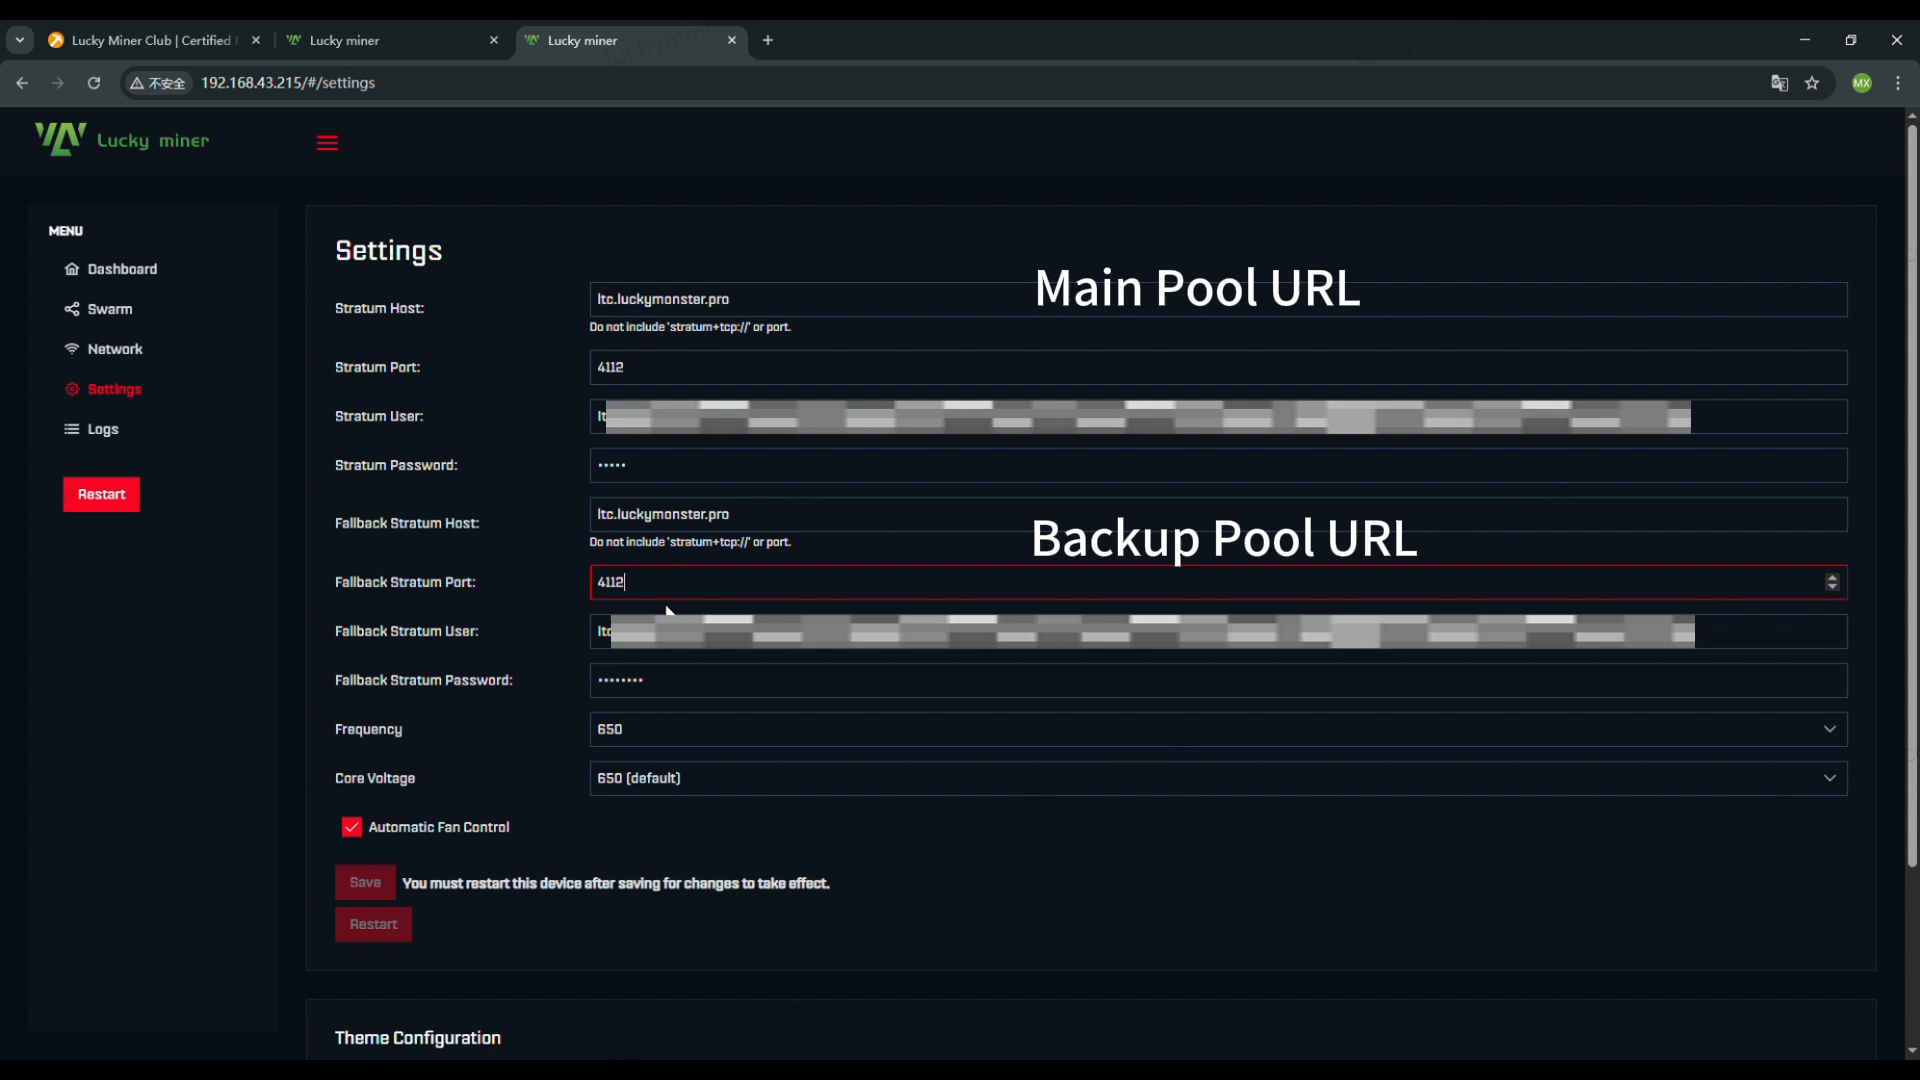 Lucky Miner Club | Certified
Lucky miner
Lucky miner
不安全
192.168.43.215/#/settings
MX
Lucky miner
MENU
Dashboard
Swarm
Network
Settings
Logs
Restart
Settings
Main Pool URL
Stratum Host:
ltc.luckymonster.pro
Do not include 'stratum+tcp://' or port.
Stratum Port:
4112
Stratum User:
lt
Stratum Password:
•••••
Fallback Stratum Host:
ltc.luckymonster.pro
Do not include 'stratum+tcp://' or port.
Backup Pool URL
Fallback Stratum Port:
4112
Fallback Stratum User:
ltc
Fallback Stratum Password:
••••••••
Frequency
650
Core Voltage
650 (default)
Automatic Fan Control
Save
You must restart this device after saving for changes to take effect.
Restart
Theme Configuration